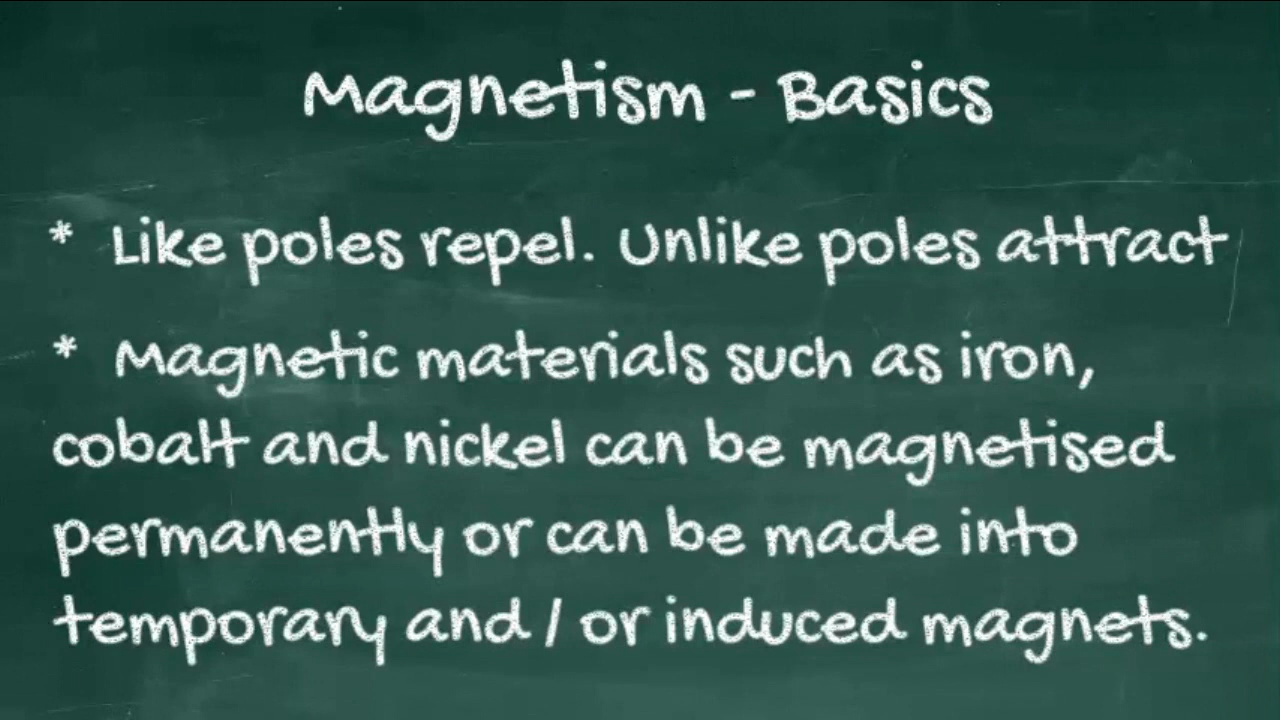 Magnetism - Basics
* Like poles repel. Unlike poles attract
* Magnetic materials such as iron,
cobalt and nickel can be magnetised
permanently or can be made into
temporary and / or induced magnets.